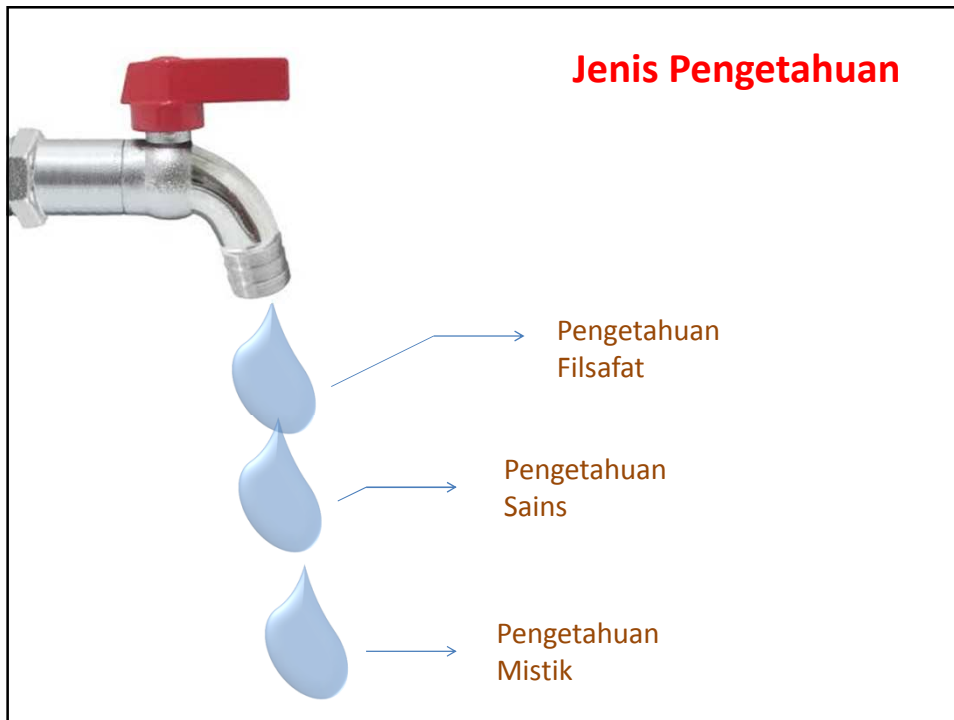 Jenis Pengetahuan
Pengetahuan
Filsafat
Pengetahuan
Sains
Pengetahuan
Mistik